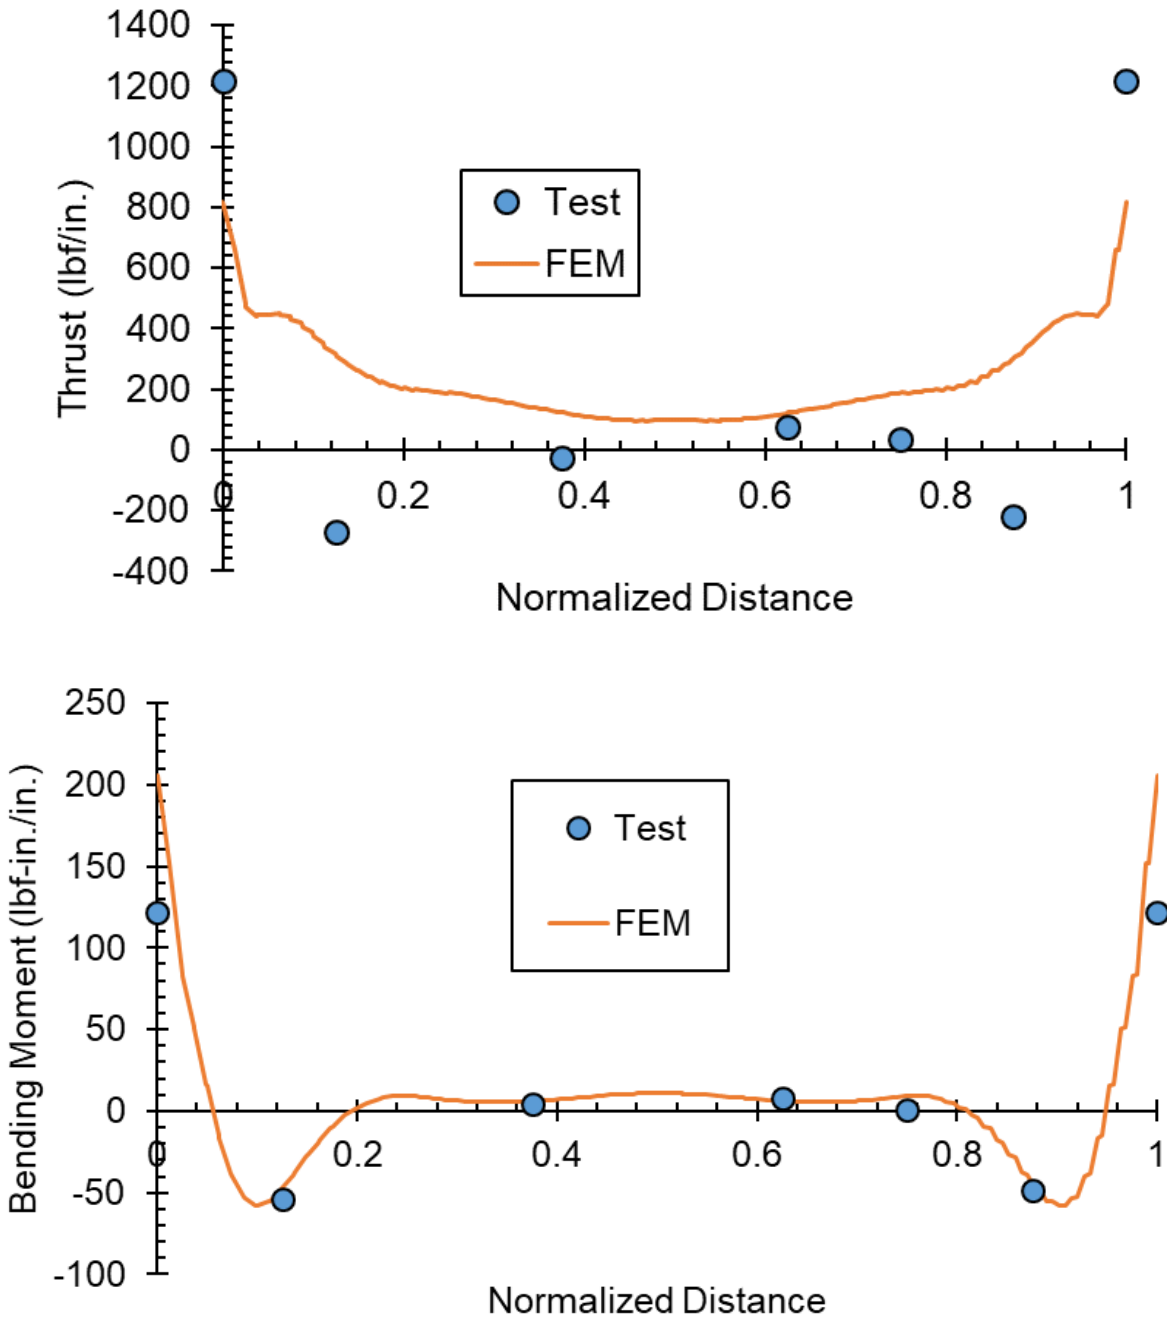 1400
1200
1000
800
600
400
200
0
-200
-400
Thrust (lbf/in.)
Test
FEM
0 0.2 0.4 0.6 0.8 1
Normalized Distance
250
200
150
100
50
0
-50
-100
Bending Moment (lbf-in./in.)
Test
FEM
0 0.2 0.4 0.6 0.8 1
Normalized Distance